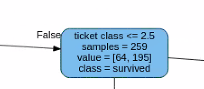 False
ticket class <= 2.5
samples = 259
value = [64, 195]
class = survived